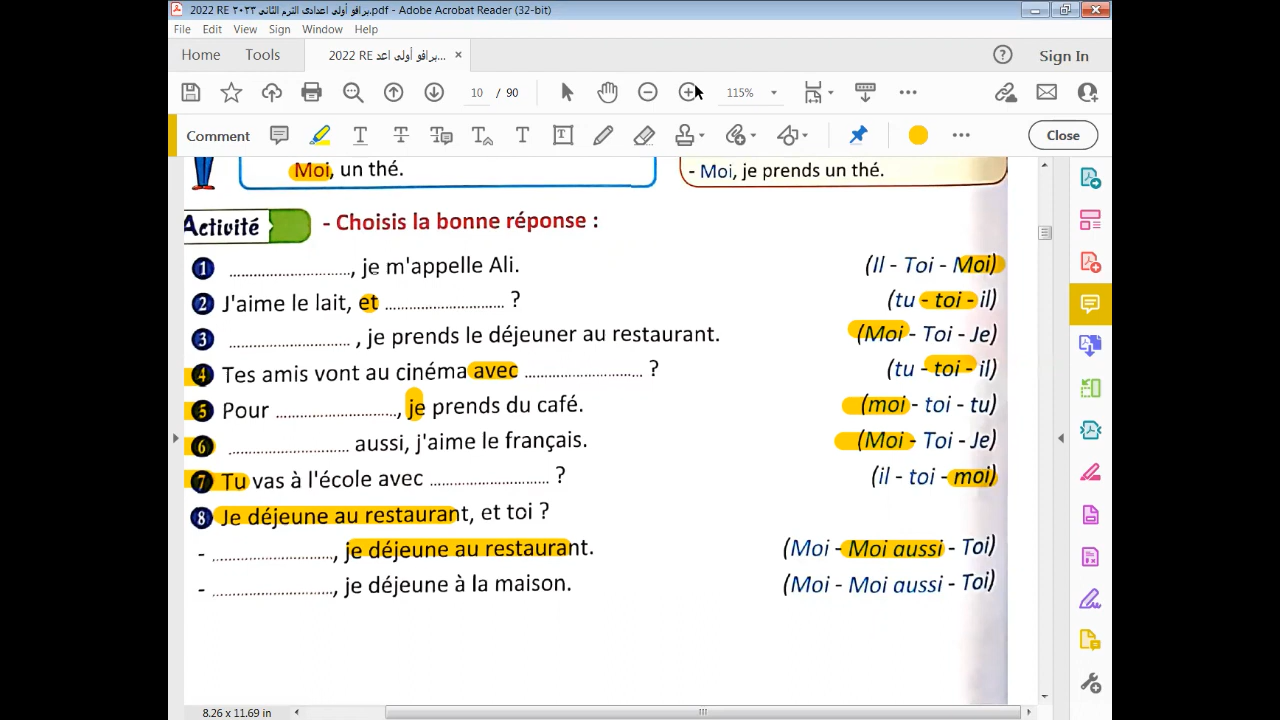 2022 RE برافو أولى اعدادى الترم الثانى ٢٠٢٣.pdf - Adobe Acrobat Reader (32-bit)
File Edit View Sign Window Help
Home Tools 2022 RE برافو أولى اعد... × Sign In
10 / 90 115%
Comment Close
Moi, un thé.
- Moi, je prends un thé.
Activité - Choisis la bonne réponse :
1 ............................., je m'appelle Ali. (Il - Toi - Moi)
2 J'aime le lait, et ............................. ? (tu - toi - il)
3 ............................. , je prends le déjeuner au restaurant. (Moi - Toi - Je)
4 Tes amis vont au cinéma avec ............................. ? (tu - toi - il)
5 Pour ............................., je prends du café. (moi - toi - tu)
6 ............................. aussi, j'aime le français. (Moi - Toi - Je)
7 Tu vas à l'école avec ............................. ? (il - toi - moi)
8 Je déjeune au restaurant, et toi ?
- ............................., je déjeune au restaurant. (Moi - Moi aussi - Toi)
- ............................., je déjeune à la maison. (Moi - Moi aussi - Toi)
8.26 x 11.69 in